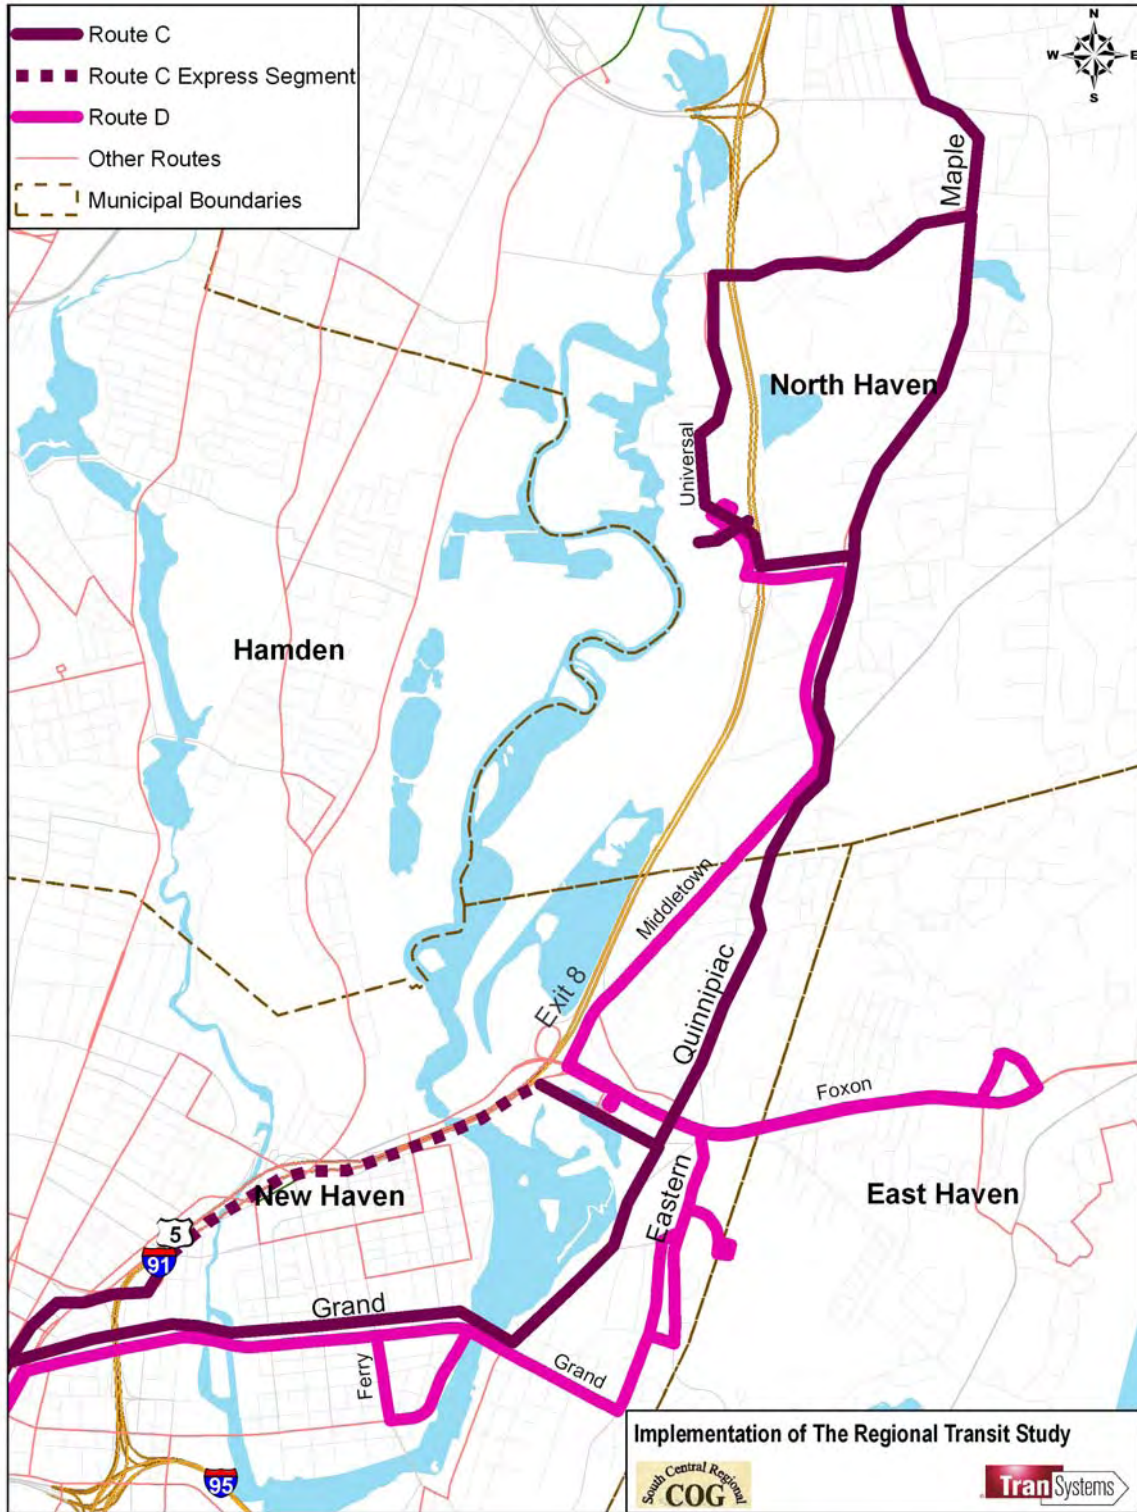 Route C
Route C Express Segment
Route D
Other Routes
Municipal Boundaries
N
W
E
S
Maple
North Haven
Universal
Hamden
Middletown
Exit 8
Quinnipiac
Foxon
New Haven
Eastern
East Haven
5
91
Grand
Ferry
Grand
95
Implementation of The Regional Transit Study
South Central Regional
COG
TranSystems